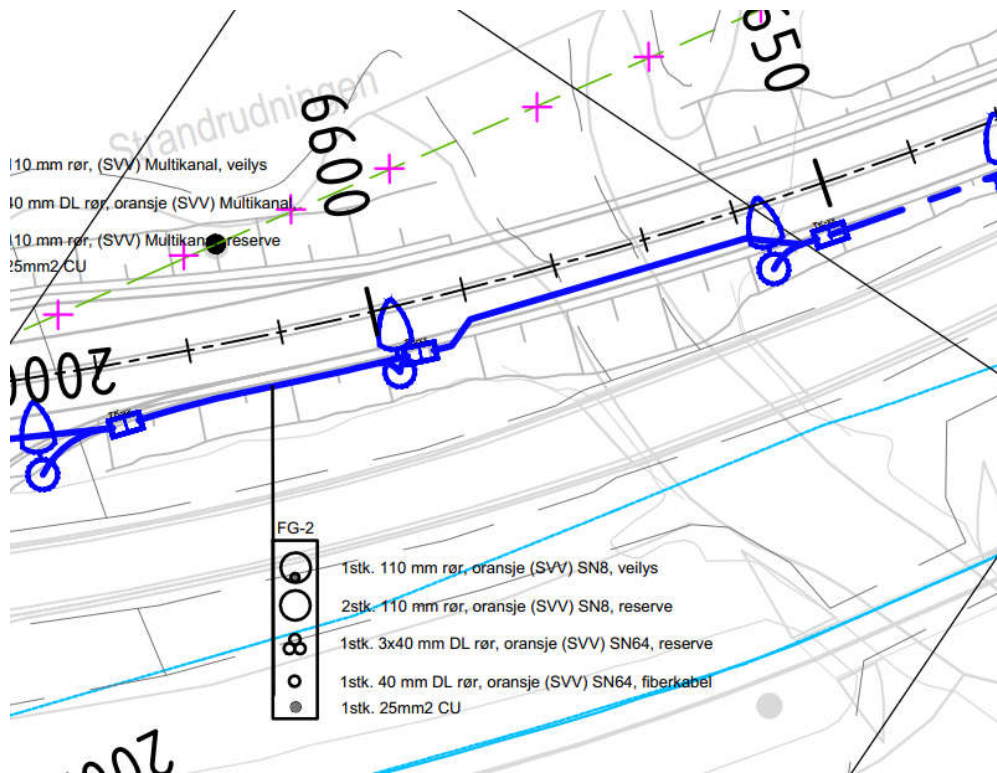 650
Strandrudningen
6600
110 mm rør, (SVV) Multikanal, veilys
40 mm DL rør, oransje (SVV) Multikanal,
110 mm rør, (SVV) Multikanal, reserve
25mm2 CU
200
FG-2
1stk. 110 mm rør, oransje (SVV) SN8, veilys
2stk. 110 mm rør, oransje (SVV) SN8, reserve
1stk. 3x40 mm DL rør, oransje (SVV) SN64, reserve
1stk. 40 mm DL rør, oransje (SVV) SN64, fiberkabel
1stk. 25mm2 CU
200